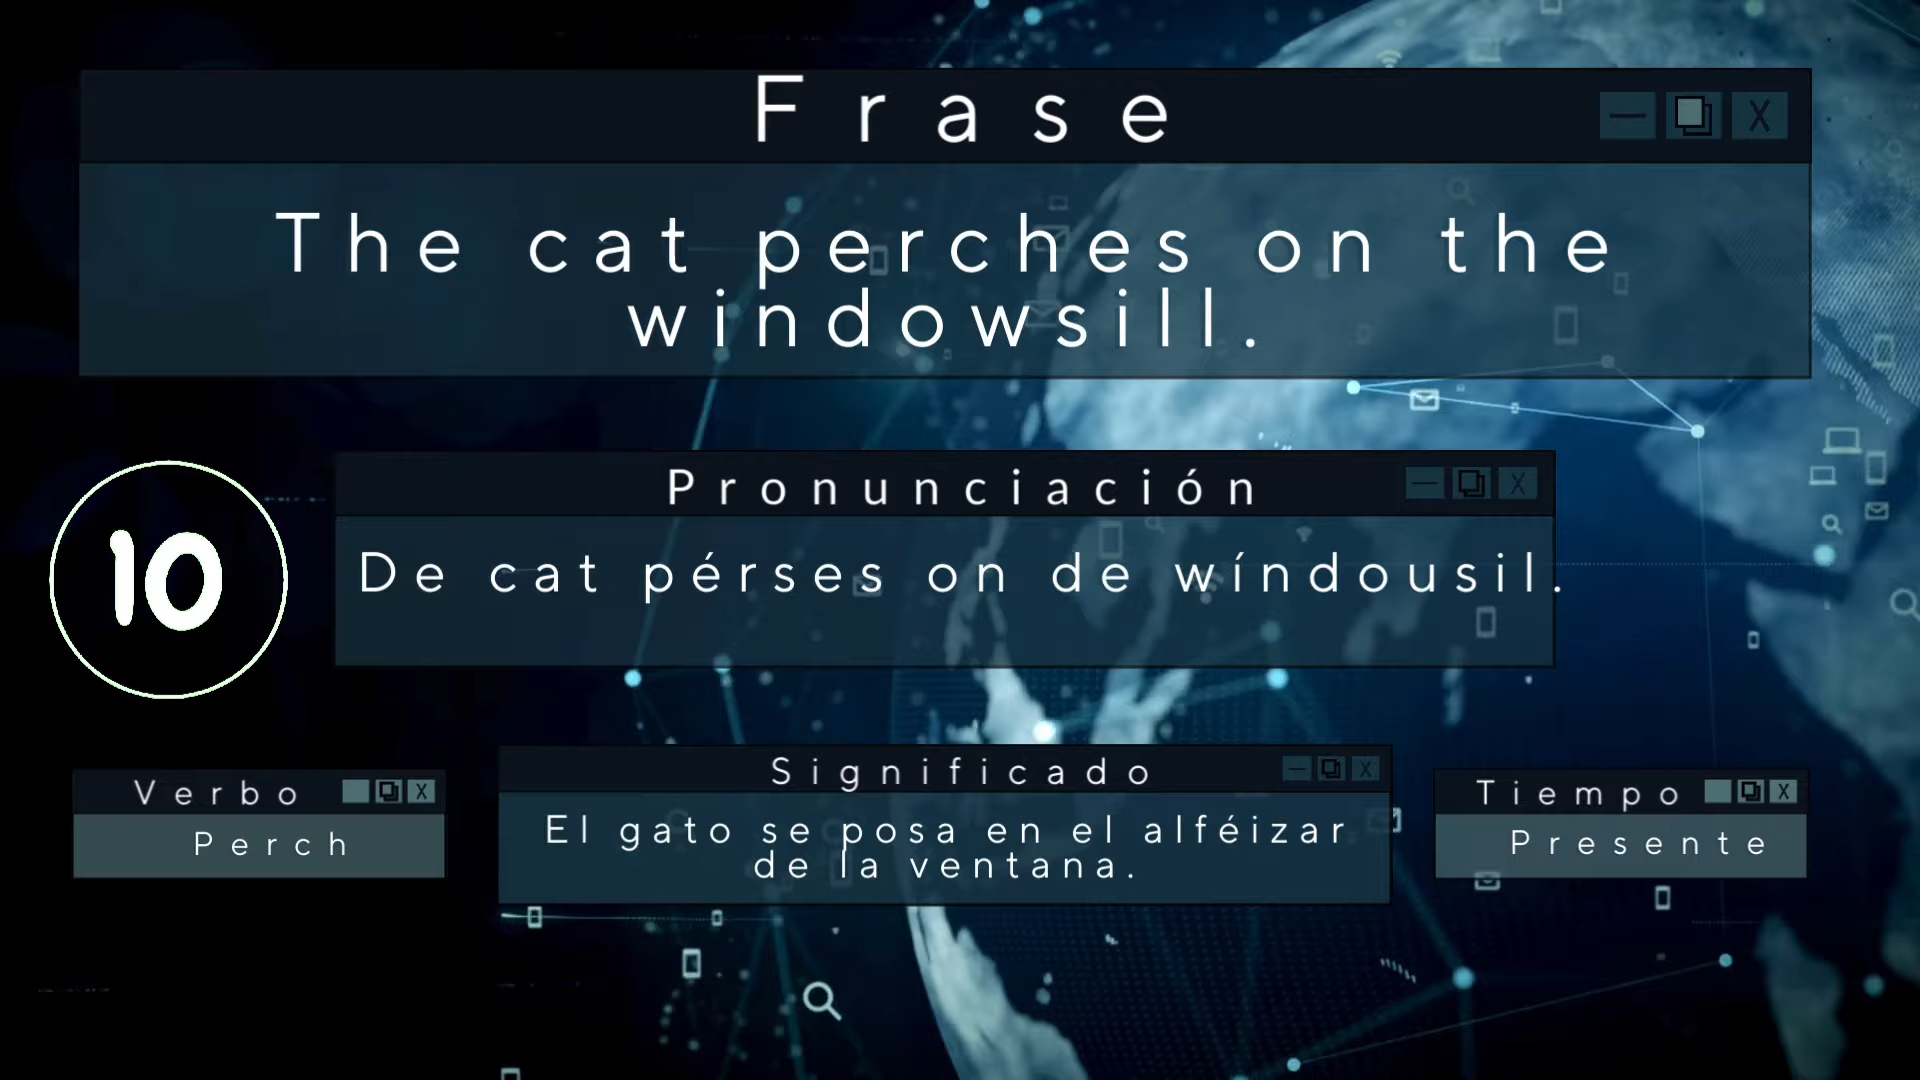 Frase
The cat perches on the
windowsill.
10
Pronunciación
De cat pérses on de wíndousil.
Verbo
Perch
Significado
El gato se posa en el alféizar
de la ventana.
Tiempo
Presente